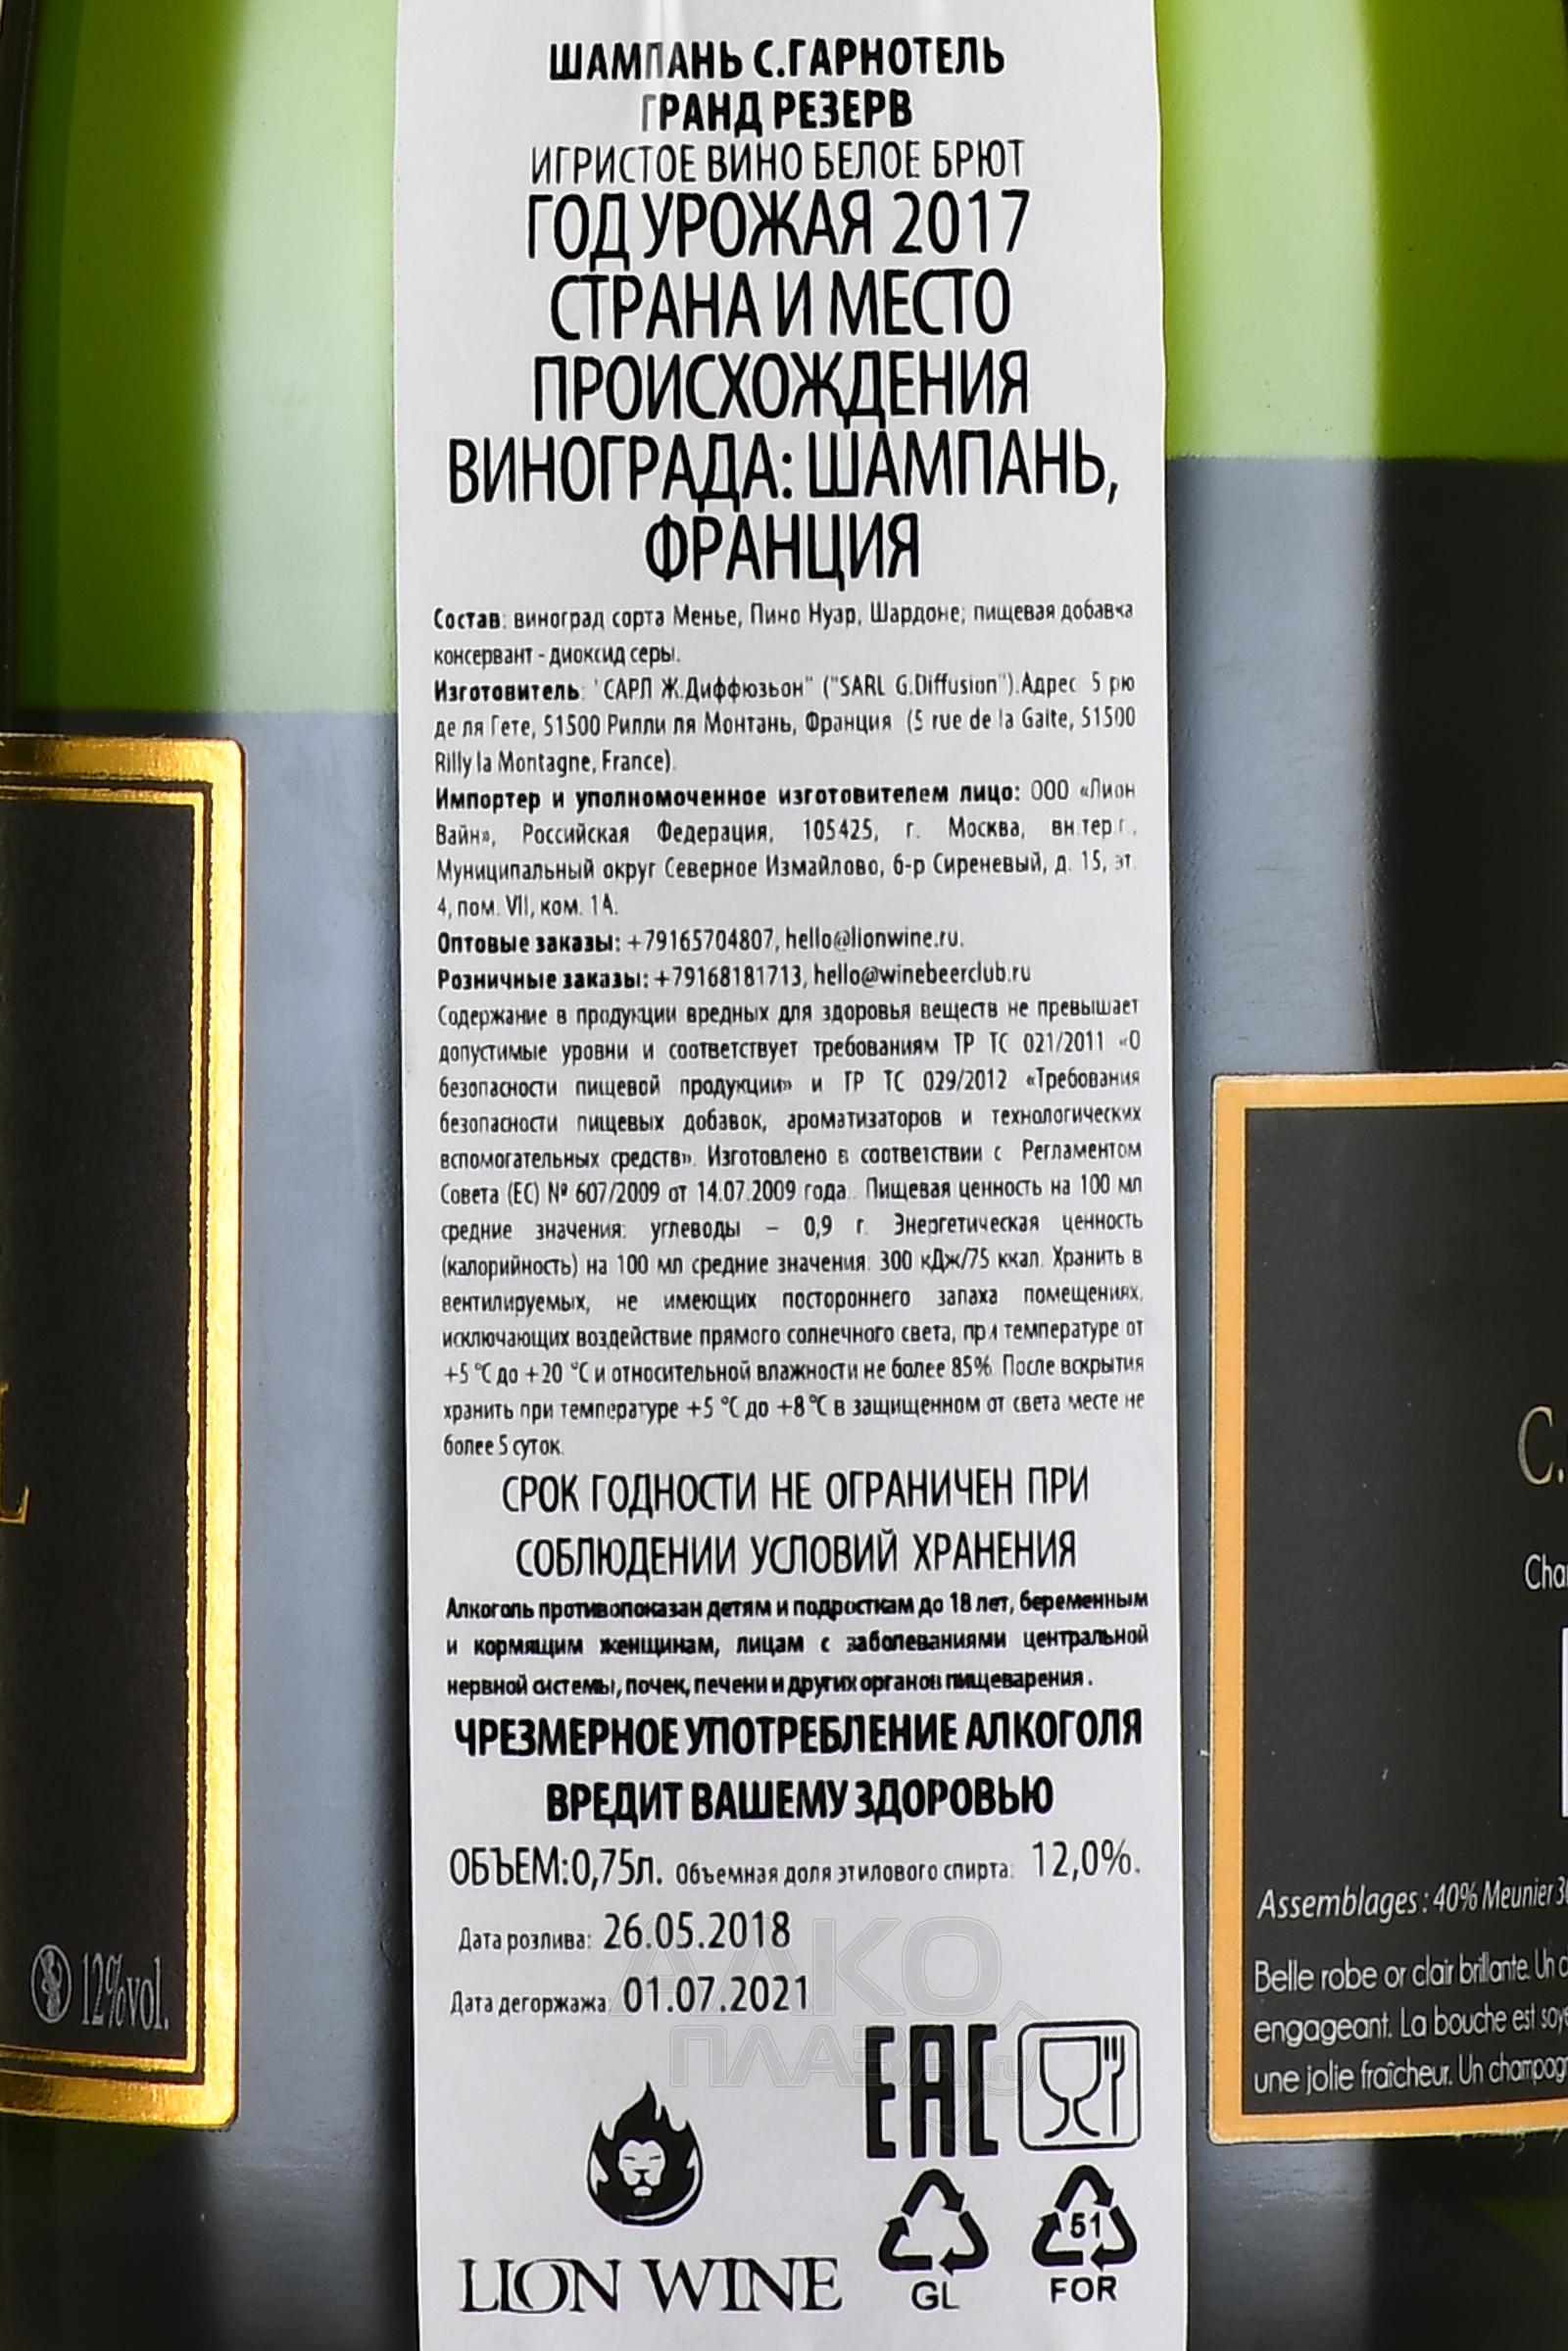 ШАМПАНЬ С.ГАРНОТЕЛЬ
ГРАНД РЕЗЕРВ
ИГРИСТОЕ ВИНО БЕЛОЕ БРЮТ
ГОД УРОЖАЯ 2017
СТРАНА И МЕСТО
ПРОИСХОЖДЕНИЯ
ВИНОГРАДА: ШАМПАНЬ,
ФРАНЦИЯ
Состав: виноград сорта Менье, Пино Нуар, Шардоне; пищевая добавка
консервант - диоксид серы.
Изготовитель: "САРЛ Ж.Диффюзьон" ("SARL G.Diffusion").Адрес 5 рю
де ля Гете, 51500 Рилли ля Монтань, Франция (5 rue de la Gaite, 51500
Rilly la Montagne, France).
Импортер и уполномоченное изготовителем лицо: ООО «Лион
Вайн», Российская Федерация, 105425, г. Москва, вн.тер.г.,
Муниципальный округ Северное Измайлово, б-р Сиреневый, д. 15, эт.
4, пом. VII, ком. 1А.
Оптовые заказы: +79165704807, hello@lionwine.ru.
Розничные заказы: +79168181713, hello@winebeerclub.ru
Содержание в продукции вредных для здоровья веществ не превышает
допустимые уровни и соответствует требованиям ТР ТС 021/2011 «О
безопасности пищевой продукции» и ТР ТС 029/2012 «Требования
безопасности пищевых добавок, ароматизаторов и технологических
вспомогательных средств». Изготовлено в соответствии с Регламентом
Совета (ЕС) № 607/2009 от 14.07.2009 года. Пищевая ценность на 100 мл
средние значения: углеводы – 0,9 г. Энергетическая ценность
(калорийность) на 100 мл средние значения: 300 кДж/75 ккал. Хранить в
вентилируемых, не имеющих постороннего запаха помещениях,
исключающих воздействие прямого солнечного света, при температуре от
+5 °С до +20 °С и относительной влажности не более 85%. После вскрытия
хранить при температуре +5 °С до +8 °С в защищенном от света месте не
более 5 суток.
СРОК ГОДНОСТИ НЕ ОГРАНИЧЕН ПРИ
СОБЛЮДЕНИИ УСЛОВИЙ ХРАНЕНИЯ
Алкоголь противопоказан детям и подросткам до 18 лет, беременным
и кормящим женщинам, лицам с заболеваниями центральной
нервной системы, почек, печени и других органов пищеварения.
ЧРЕЗМЕРНОЕ УПОТРЕБЛЕНИЕ АЛКОГОЛЯ
ВРЕДИТ ВАШЕМУ ЗДОРОВЬЮ
ОБЪЕМ:0,75л. Объемная доля этилового спирта: 12,0%.
Дата розлива: 26.05.2018
Дата дегоржажа: 01.07.2021
АЛКО
ПЛАЗА.ru
EAC
LION WINE
GL
51
FOR
L
12%vol.
C.
Cha
Assemblages : 40% Meunier 3
Belle robe or clair brillante. Un
engageant. La bouche est soy
une jolie fraîcheur. Un champag